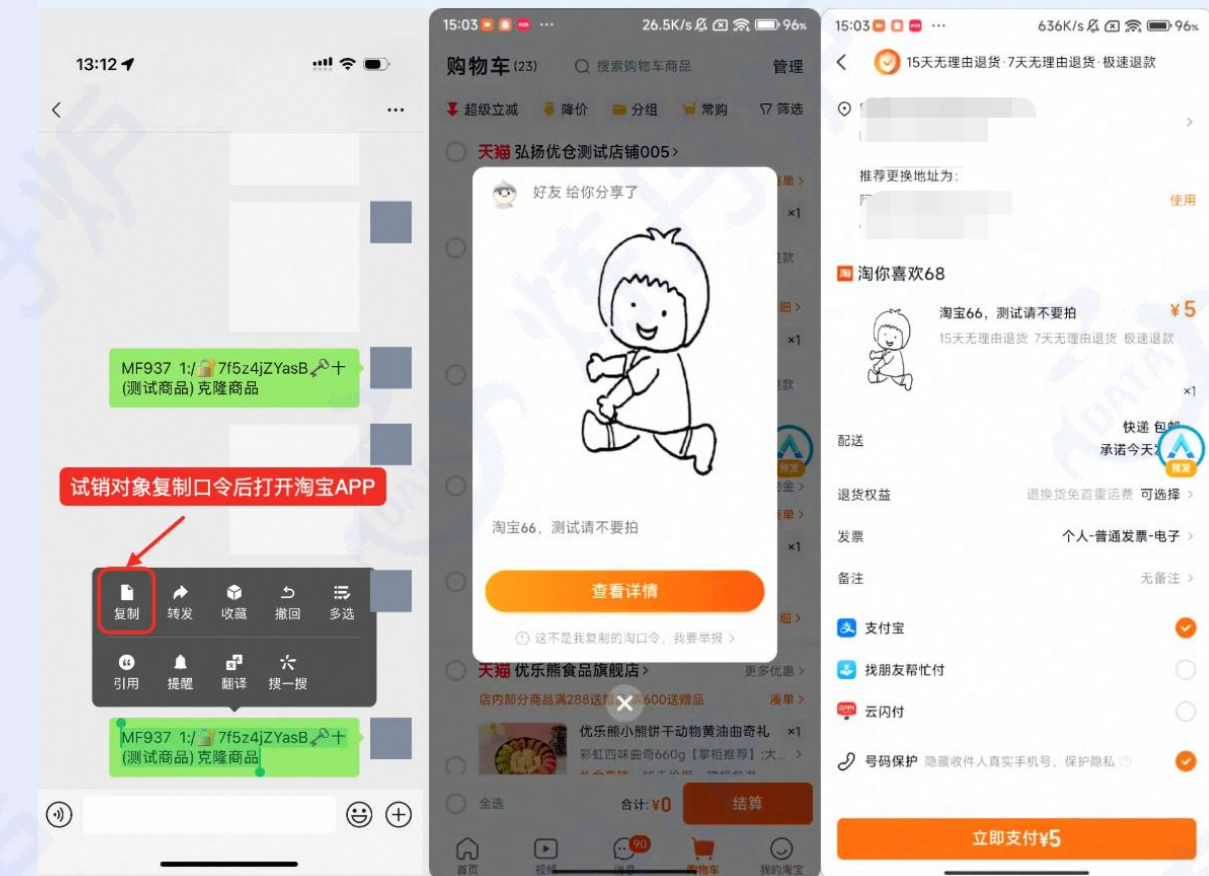 13:12
MF937 1:/🔐7f5z4jZYasB🗝十
(测试商品)克隆商品
试销对象复制口令后打开淘宝APP
复制 转发 收藏 撤回 多选
引用 提醒 翻译 搜一搜
MF937 1:/🔐7f5z4jZYasB🗝十
(测试商品)克隆商品
15:03 26.5K/s 96%
购物车(23) 搜索购物车商品 管理
超级立减 降价 分组 常购 筛选
天猫 弘扬优仓测试店铺005>
单>
好友 给你分享了
×1
款
细>
×1
款
金>
单>
淘宝66，测试请不要拍
×1
查看详情
细>
这不是我复制的淘口令，我要举报>
天猫 优乐熊食品旗舰店> 更多优惠>
店内部分商品满288送 600送赠品 凑单>
优乐熊小熊饼干动物黄油曲奇礼 ×1
彩虹四味曲奇660g【掌柜推荐】;大...
全选 合计:¥0 结算
首页 视频 90 消息 购物车 我的淘宝
15:03 636K/s 96%
15天无理由退货·7天无理由退货·极速退款
推荐更换地址为:
使用
淘 淘你喜欢68
淘宝66，测试请不要拍 ¥5
15天无理由退货 7天无理由退货 极速退款
×1
配送 快递 包邮
承诺今天
预发
退货权益 退换货免首重运费 可选择>
发票 个人-普通发票-电子>
备注 无备注>
支付宝
找朋友帮忙付
云闪付
号码保护 隐藏收件人真实手机号，保护隐私
立即支付¥5